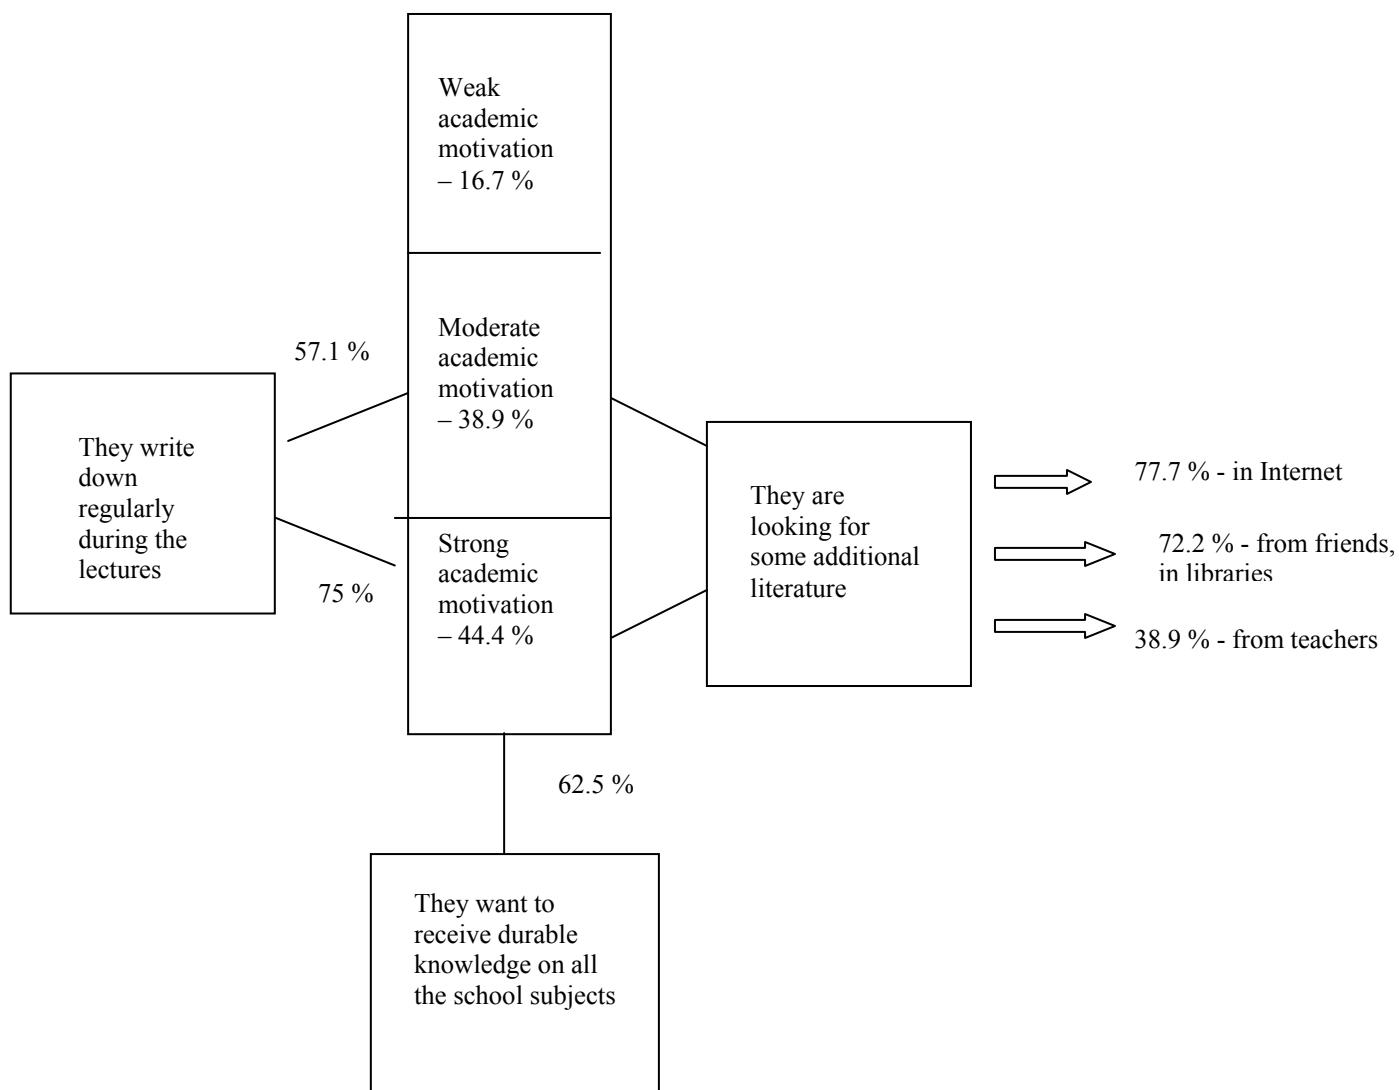 Weak
academic
motivation
– 16.7 %
57.1 %
Moderate
academic
motivation
– 38.9 %
They write
down
regularly
during the
lectures
75 %
Strong
academic
motivation
– 44.4 %
They are
looking for
some additional
literature
77.7 % - in Internet
72.2 % - from friends,
in libraries
38.9 % - from teachers
62.5 %
They want to
receive durable
knowledge on all
the school subjects